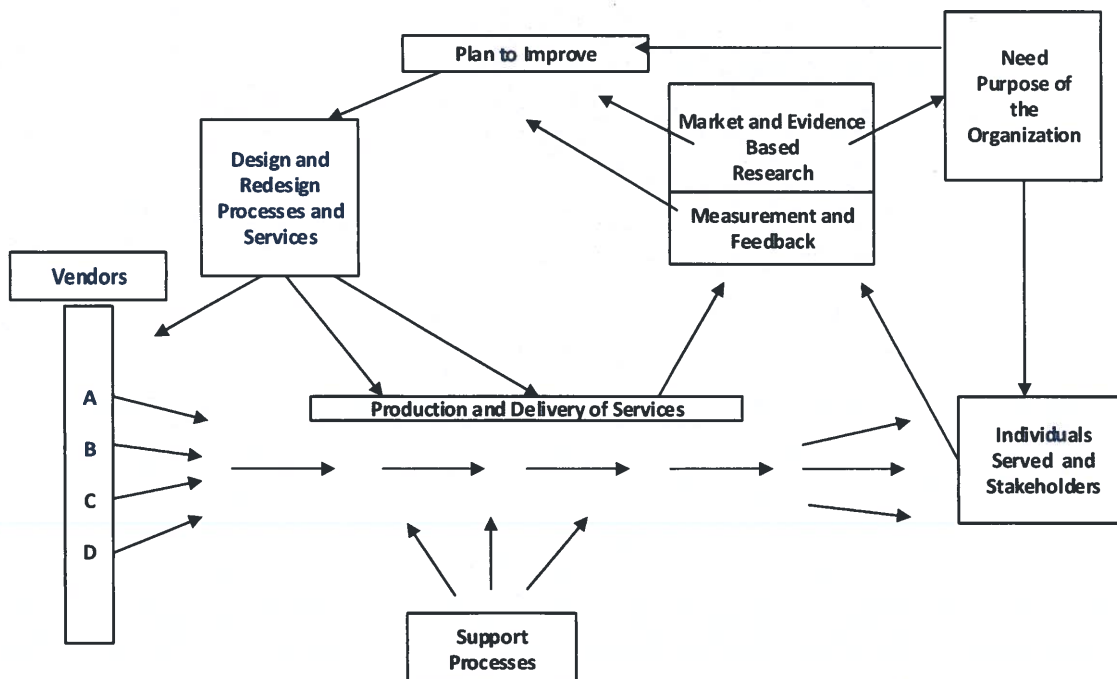 Plan to Improve
Need
Purpose of
the
Organization
Market and Evidence
Based
Research
Measurement and
Feedback
Design and
Redesign
Processes and
Services
Vendors
A
B
C
D
Production and Delivery of Services
Individuals
Served and
Stakeholders
Support
Processes